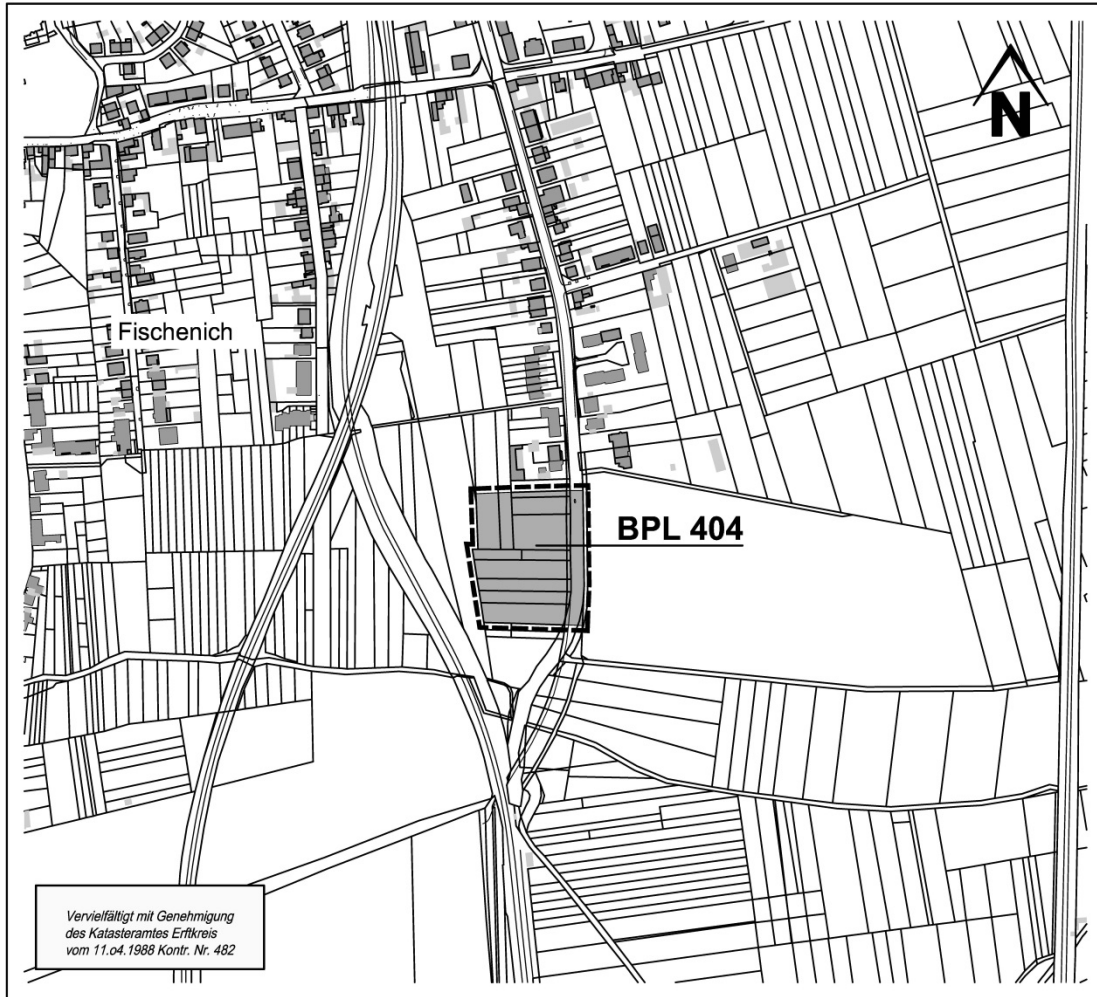 N
Fischenich
BPL 404
Vervielfältigt mit Genehmigung
des Katasteramtes Erftkreis
vom 11.o4.1988 Kontr. Nr. 482